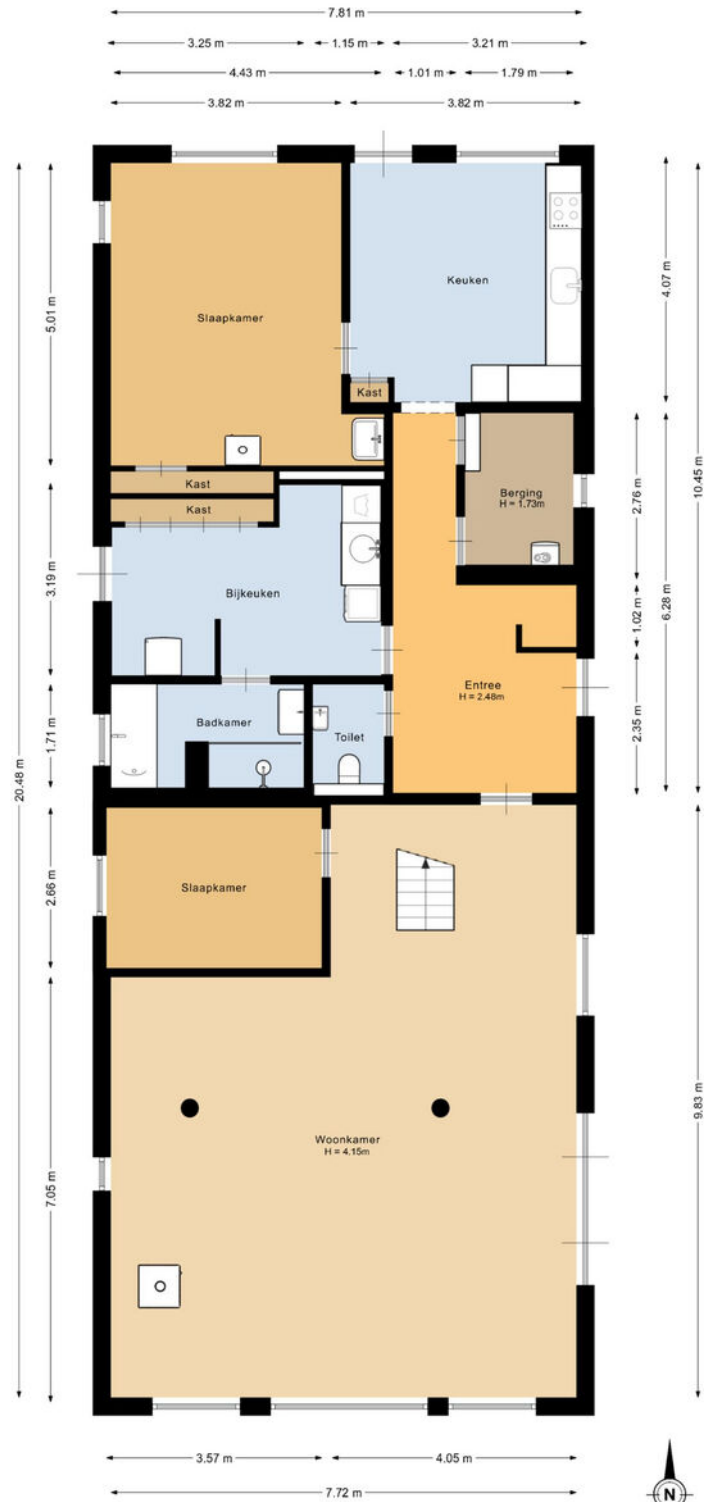 7.81 m
3.25 m
1.15 m
3.21 m
4.43 m
1.01 m
1.79 m
3.82 m
3.82 m
Slaapkamer
Keuken
Kast
5.01 m
4.07 m
Kast
Kast
Berging
H = 1.73m
2.76 m
10.45 m
3.19 m
Bijkeuken
1.02 m
6.28 m
Entree
H = 2.48m
2.35 m
Badkamer
Toilet
1.71 m
20.48 m
2.66 m
Slaapkamer
9.83 m
Woonkamer
H = 4.15m
7.05 m
3.57 m
4.05 m
7.72 m
N